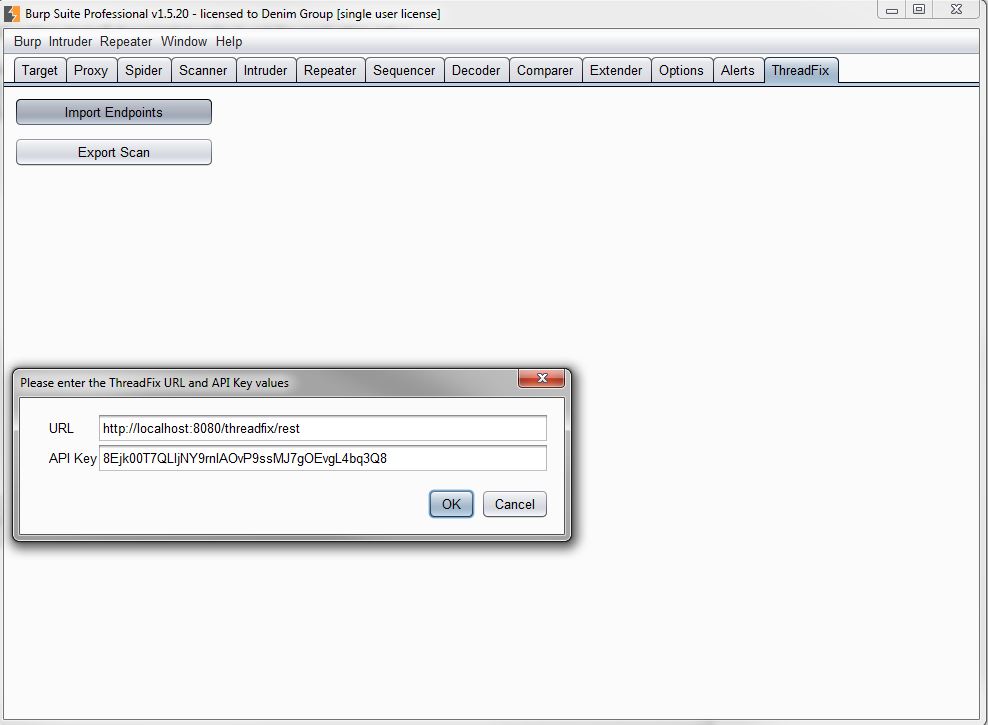 Burp Suite Professional v1.5.20 - licensed to Denim Group [single user license]
Burp Intruder Repeater Window Help
Target Proxy Spider Scanner Intruder Repeater Sequencer Decoder Comparer Extender Options Alerts ThreadFix
Import Endpoints
Export Scan
Please enter the ThreadFix URL and API Key values
URL http://localhost:8080/threadfix/rest
API Key 8Ejk00T7QLIjNY9rnIAOvP9ssMJ7gOEvgL4bq3Q8
OK Cancel